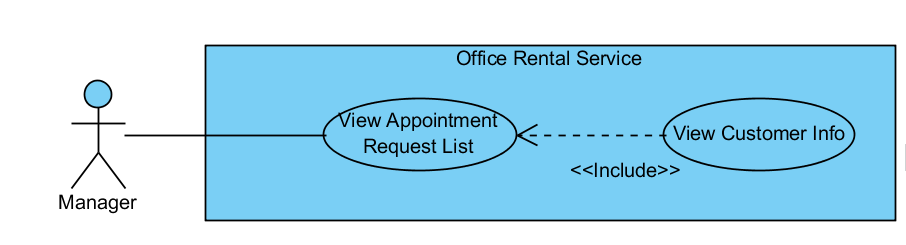 Office Rental Service
View Appointment
Request List
View Customer Info
<<Include>>
Manager